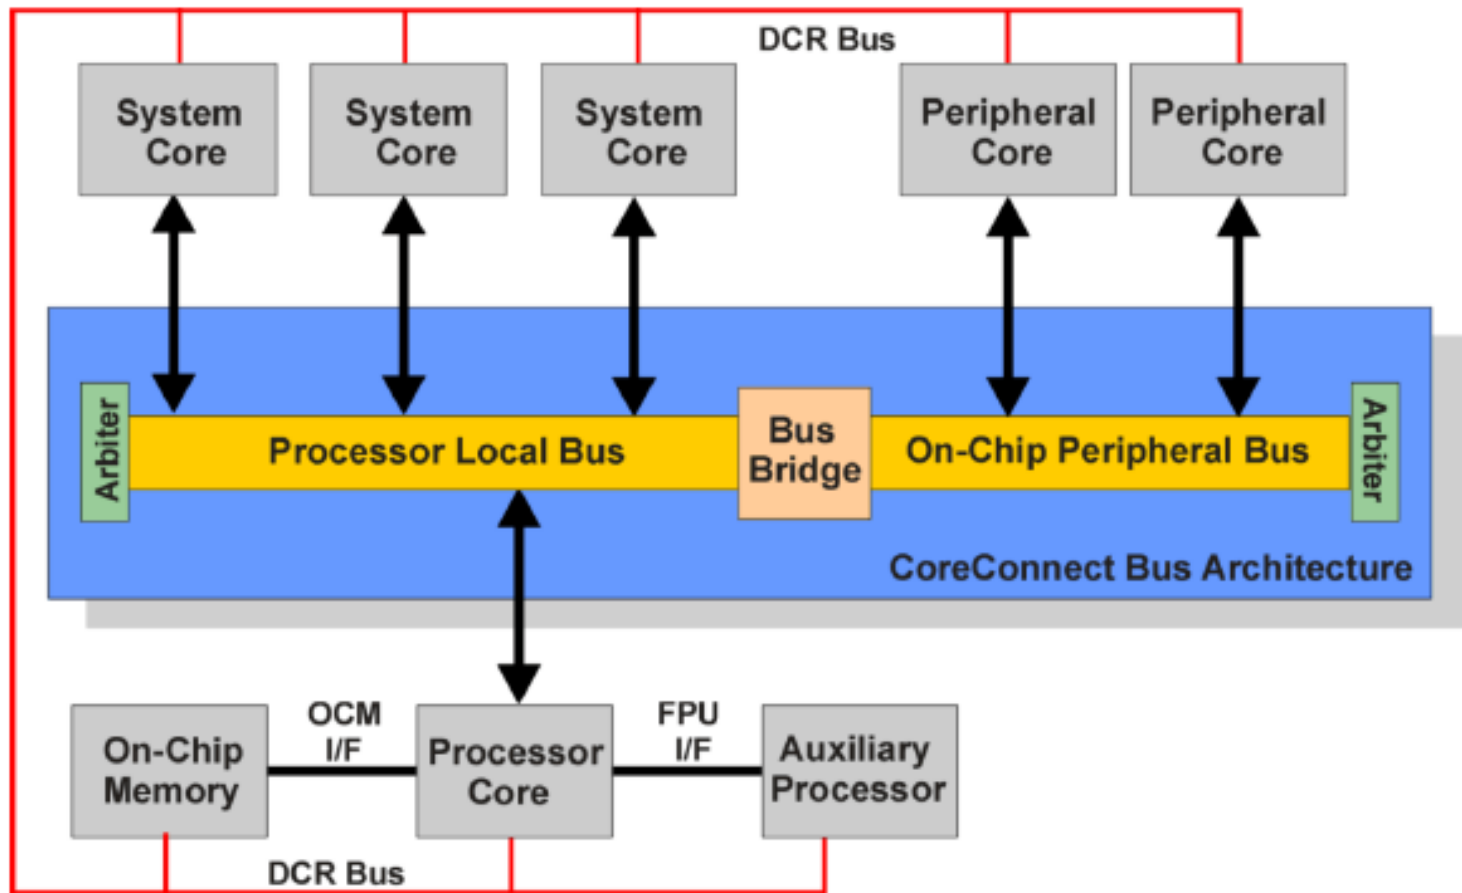 DCR Bus
System
Core
System
Core
System
Core
Peripheral
Core
Peripheral
Core
Arbiter
Processor Local Bus
Bus
Bridge
On-Chip Peripheral Bus
Arbiter
CoreConnect Bus Architecture
On-Chip
Memory
OCM
I/F
Processor
Core
FPU
I/F
Auxiliary
Processor
DCR Bus